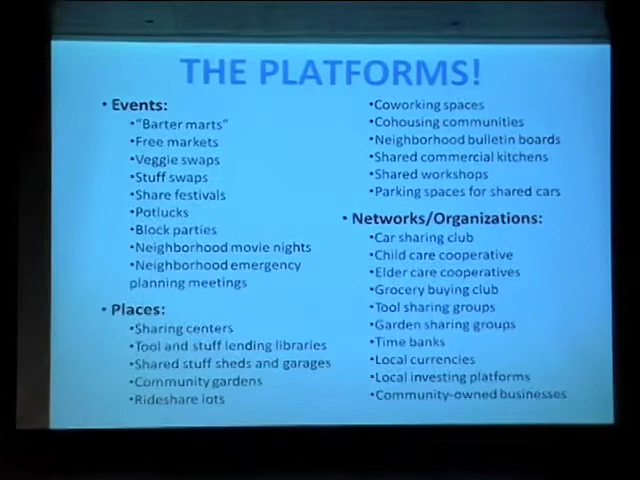 THE PLATFORMS!
• Events:
•"Barter marts"
•Free markets
•Veggie swaps
•Stuff swaps
•Share festivals
•Potlucks
•Block parties
•Neighborhood movie nights
•Neighborhood emergency
planning meetings
• Places:
•Sharing centers
•Tool and stuff lending libraries
•Shared stuff sheds and garages
•Community gardens
•Rideshare lots
•Coworking spaces
•Cohousing communities
•Neighborhood bulletin boards
•Shared commercial kitchens
•Shared workshops
•Parking spaces for shared cars
• Networks/Organizations:
•Car sharing club
•Child care cooperative
•Elder care cooperatives
•Grocery buying club
•Tool sharing groups
•Garden sharing groups
•Time banks
•Local currencies
•Local investing platforms
•Community-owned businesses